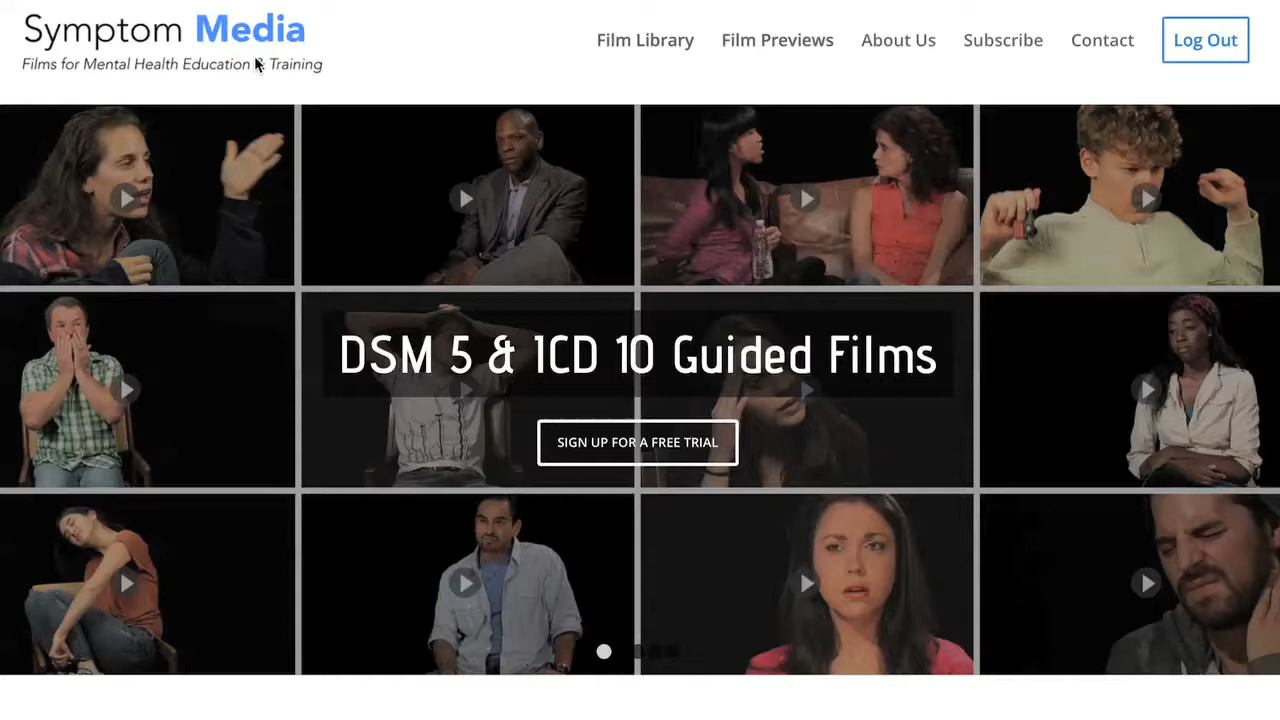 Symptom Media
Films for Mental Health Education & Training
Film Library
Film Previews
About Us
Subscribe
Contact
Log Out
DSM 5 & ICD 10 Guided Films
SIGN UP FOR A FREE TRIAL